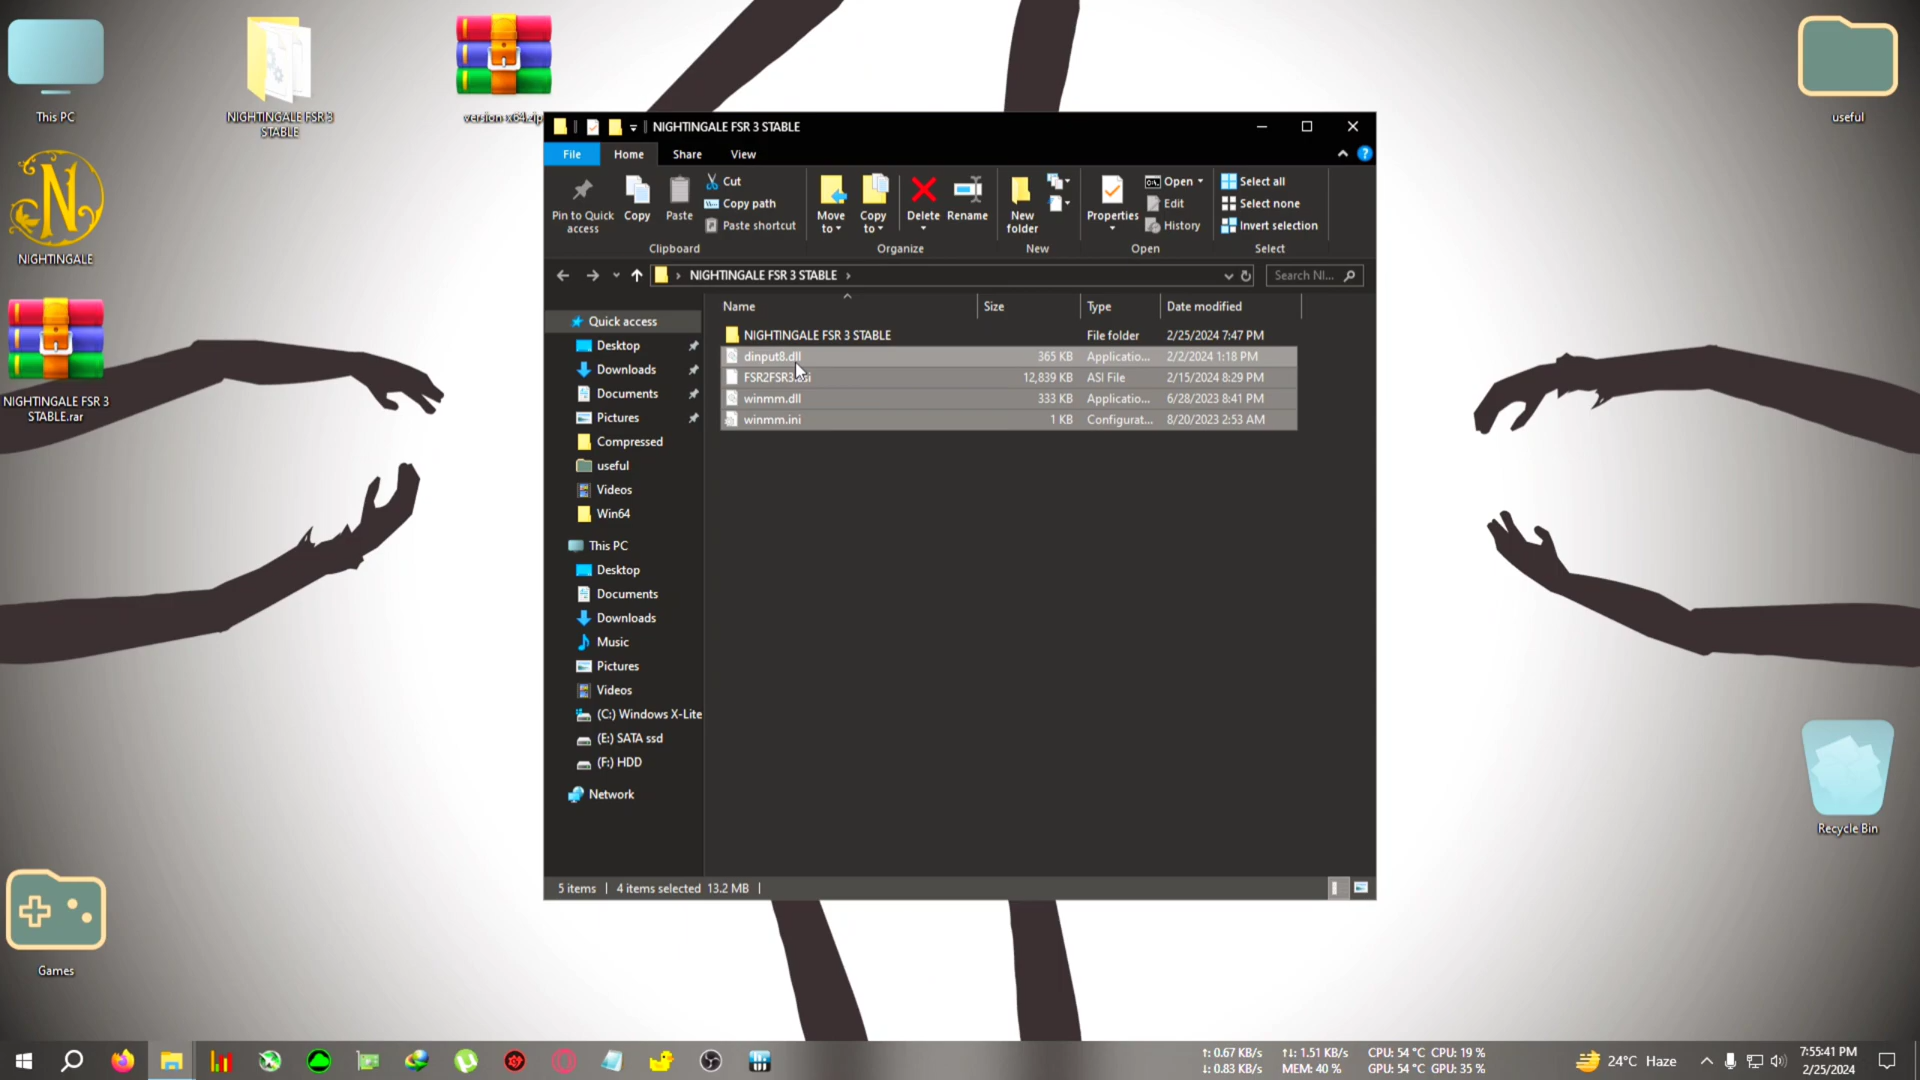 This PC
NIGHTINGALE FSR 3
STABLE
version-x64.zip
useful
NIGHTINGALE
NIGHTINGALE FSR 3
STABLE.rar
Games
Recycle Bin
NIGHTINGALE FSR 3 STABLE
File
Home
Share
View
Pin to Quick
access
Copy
Paste
Cut
Copy path
Paste shortcut
Clipboard
Move
to
Copy
to
Delete
Rename
Organize
New
folder
New
Properties
Open
Edit
History
Open
Select all
Select none
Invert selection
Select
NIGHTINGALE FSR 3 STABLE
Search NI...
Name
Size
Type
Date modified
NIGHTINGALE FSR 3 STABLE File folder 2/25/2024 7:47 PM
dinput8.dll 365 KB Applicatio... 2/2/2024 1:18 PM
12,839 KB ASI File 2/15/2024 8:29 PM
winmm.dll 333 KB Applicatio... 6/28/2023 8:41 PM
winmm.ini 1 KB Configurat... 8/20/2023 2:53 AM
Quick access
Desktop
Downloads
Documents
Pictures
Compressed
useful
Videos
Win64
This PC
Desktop
Documents
Downloads
Music
Pictures
Videos
(C:) Windows X-Lite
(E:) SATA ssd
(F:) HDD
Network
5 items
4 items selected 13.2 MB
↑: 0.67 KB/s
↓: 0.83 KB/s
↑↓: 1.51 KB/s
MEM: 40 %
CPU: 54 °C CPU: 19 %
GPU: 54 °C GPU: 35 %
24°C Haze
7:55:41 PM
2/25/2024